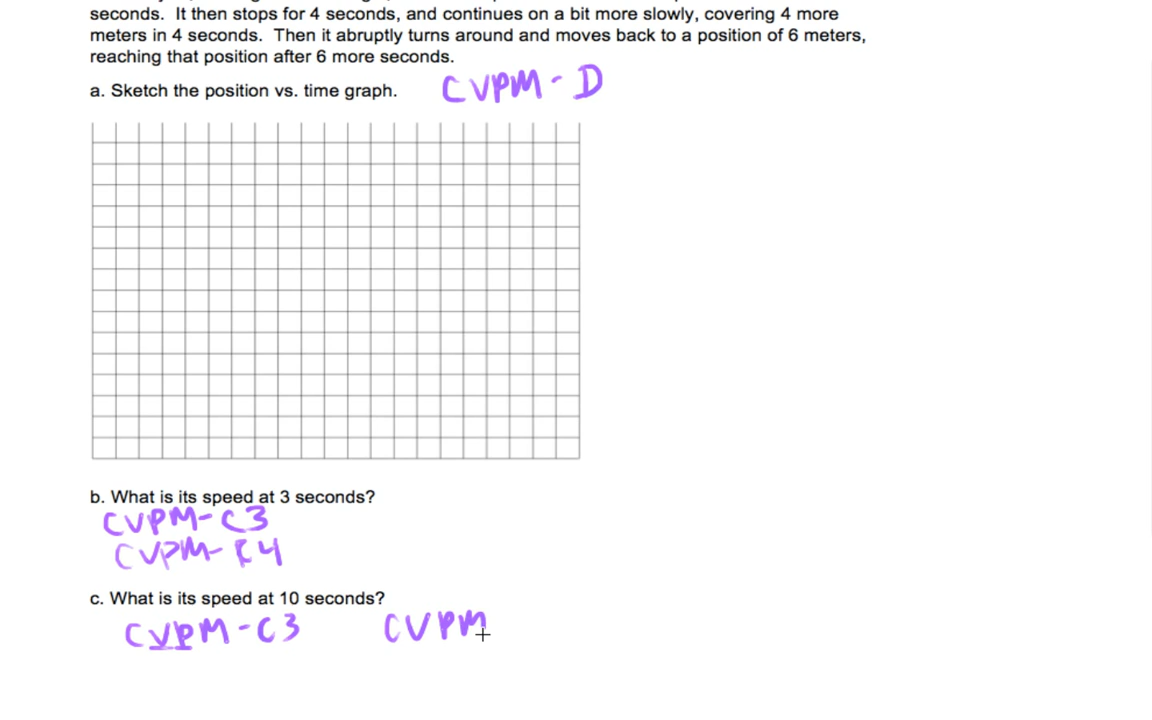 seconds. It then stops for 4 seconds, and continues on a bit more slowly, covering 4 more
meters in 4 seconds. Then it abruptly turns around and moves back to a position of 6 meters,
reaching that position after 6 more seconds.
a. Sketch the position vs. time graph. CVPM-D
b. What is its speed at 3 seconds?
CVPM-C3
CVPM-E4
c. What is its speed at 10 seconds?
CVPM-C3 CVPM